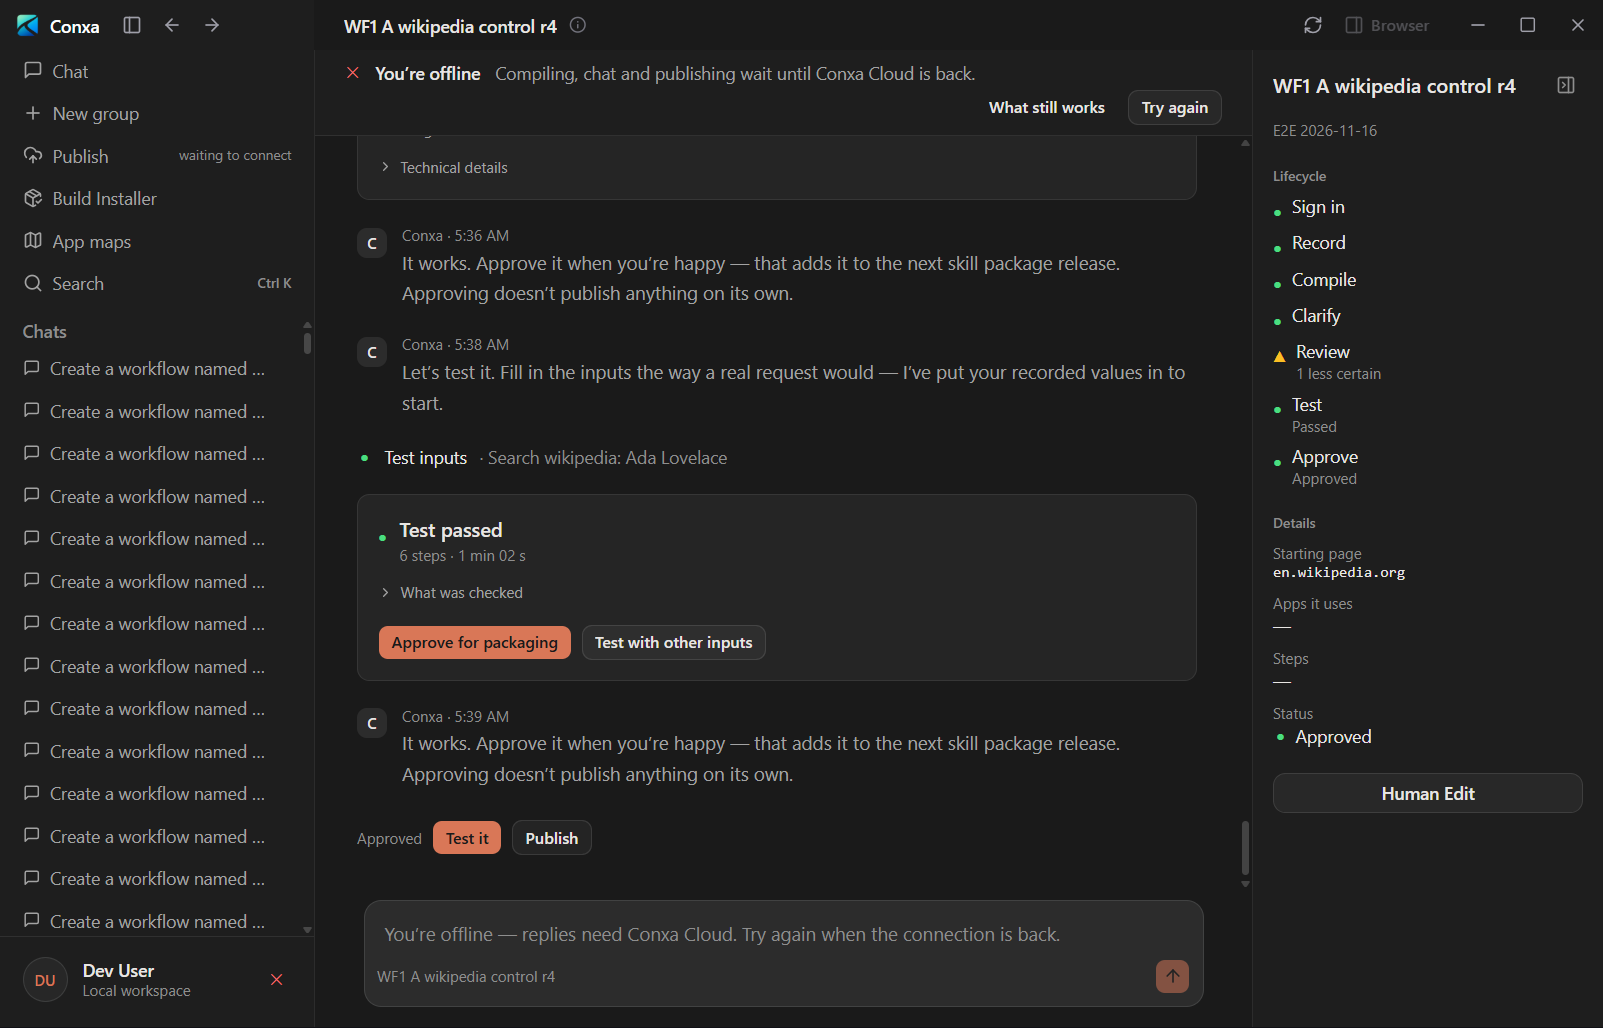 Conxa
Chat
New group
Publish
waiting to connect
Build Installer
App maps
Search
Ctrl K
Chats
Create a workflow named ...
Create a workflow named ...
Create a workflow named ...
Create a workflow named ...
Create a workflow named ...
Create a workflow named ...
Create a workflow named ...
Create a workflow named ...
Create a workflow named ...
Create a workflow named ...
Create a workflow named ...
Create a workflow named ...
Create a workflow named ...
Create a workflow named ...
DU
Dev User
Local workspace
WF1 A wikipedia control r4
Browser
You're offline Compiling, chat and publishing wait until Conxa Cloud is back.
What still works
Try again
Technical details
C
Conxa · 5:36 AM
It works. Approve it when you're happy — that adds it to the next skill package release.
Approving doesn't publish anything on its own.
C
Conxa · 5:38 AM
Let's test it. Fill in the inputs the way a real request would — I've put your recorded values in to
start.
Test inputs · Search wikipedia: Ada Lovelace
Test passed
6 steps · 1 min 02 s
What was checked
Approve for packaging
Test with other inputs
C
Conxa · 5:39 AM
It works. Approve it when you're happy — that adds it to the next skill package release.
Approving doesn't publish anything on its own.
Approved
Test it
Publish
You're offline — replies need Conxa Cloud. Try again when the connection is back.
WF1 A wikipedia control r4
WF1 A wikipedia control r4
E2E 2026-11-16
Lifecycle
Sign in
Record
Compile
Clarify
Review
1 less certain
Test
Passed
Approve
Approved
Details
Starting page
en.wikipedia.org
Apps it uses
—
Steps
—
Status
Approved
Human Edit